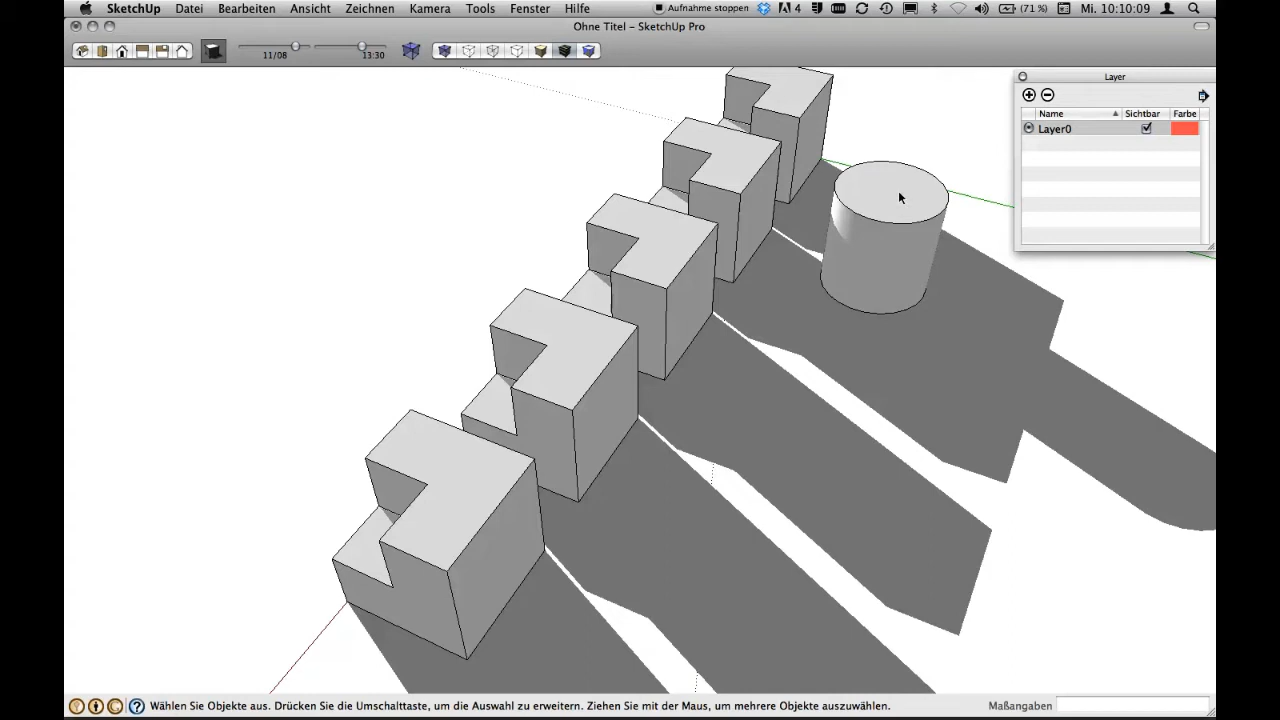 SketchUp Datei Bearbeiten Ansicht Zeichnen Kamera Tools Fenster Hilfe Aufnahme stoppen 4 (71 %) Mi. 10:10:09
Ohne Titel – SketchUp Pro
11/08 13:30
Layer
Name Sichtbar Farbe
Layer0
Wählen Sie Objekte aus. Drücken Sie die Umschalttaste, um die Auswahl zu erweitern. Ziehen Sie mit der Maus, um mehrere Objekte auszuwählen. Maßangaben